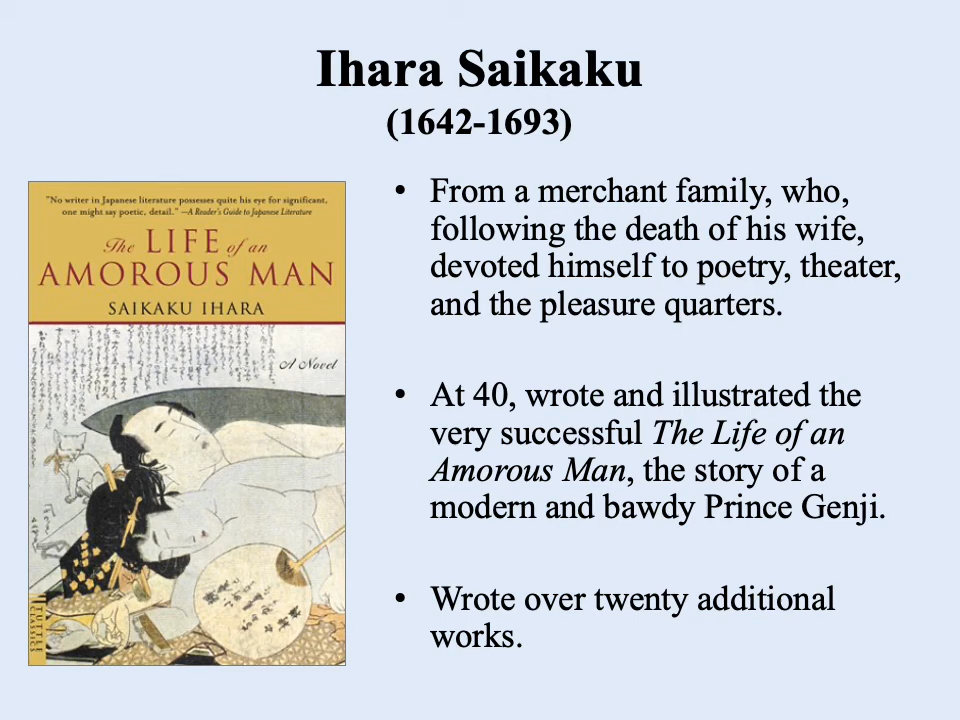 Ihara Saikaku
(1642-1693)
"No writer in Japanese literature possesses quite his eye for significant,
one might say poetic, detail." —A Reader's Guide to Japanese Literature
The LIFE of an
AMOROUS MAN
SAIKAKU IHARA
A Novel
TUTTLE
CLASSICS
• From a merchant family, who,
following the death of his wife,
devoted himself to poetry, theater,
and the pleasure quarters.
• At 40, wrote and illustrated the
very successful The Life of an
Amorous Man, the story of a
modern and bawdy Prince Genji.
• Wrote over twenty additional
works.